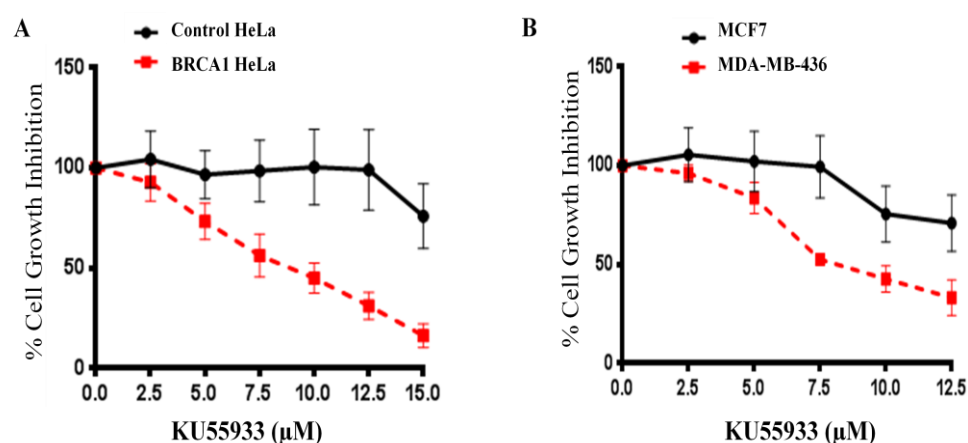 A
Control HeLa
BRCA1 HeLa
% Cell Growth Inhibition
150
100
50
0
0.0 2.5 5.0 7.5 10.0 12.5 15.0
KU55933 (µM)
B
MCF7
MDA-MB-436
% Cell Growth Inhibition
150
100
50
0
0.0 2.5 5.0 7.5 10.0 12.5
KU55933 (µM)